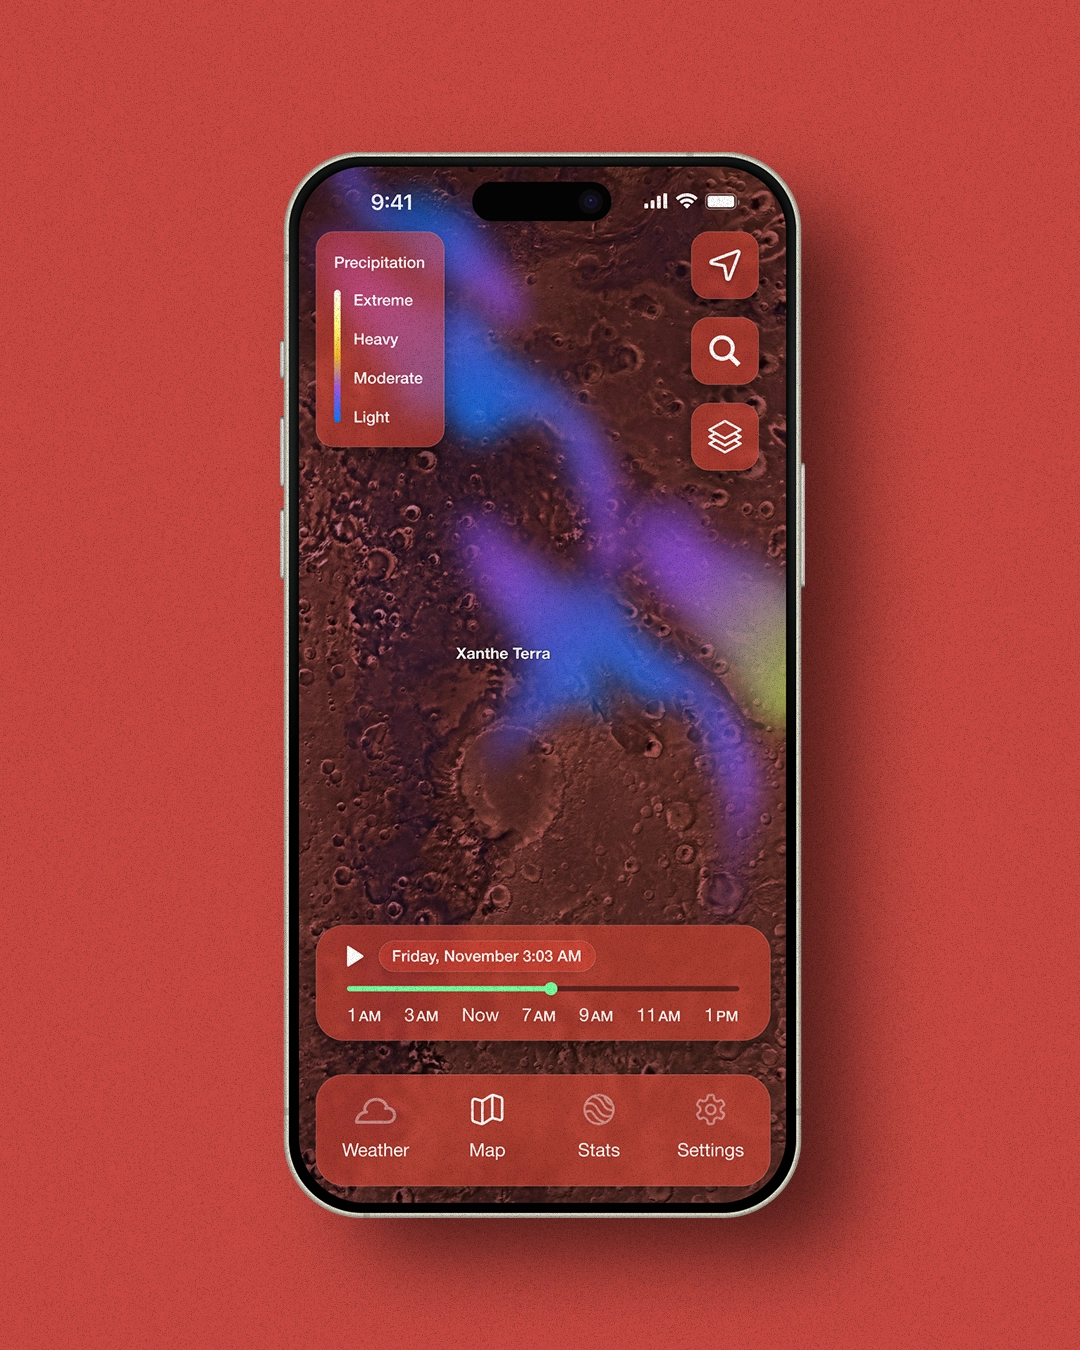 9:41
Precipitation
Extreme
Heavy
Moderate
Light
Xanthe Terra
Friday, November 3:03 AM
1 AM 3 AM Now 7 AM 9 AM 11 AM 1 PM
Weather Map Stats Settings